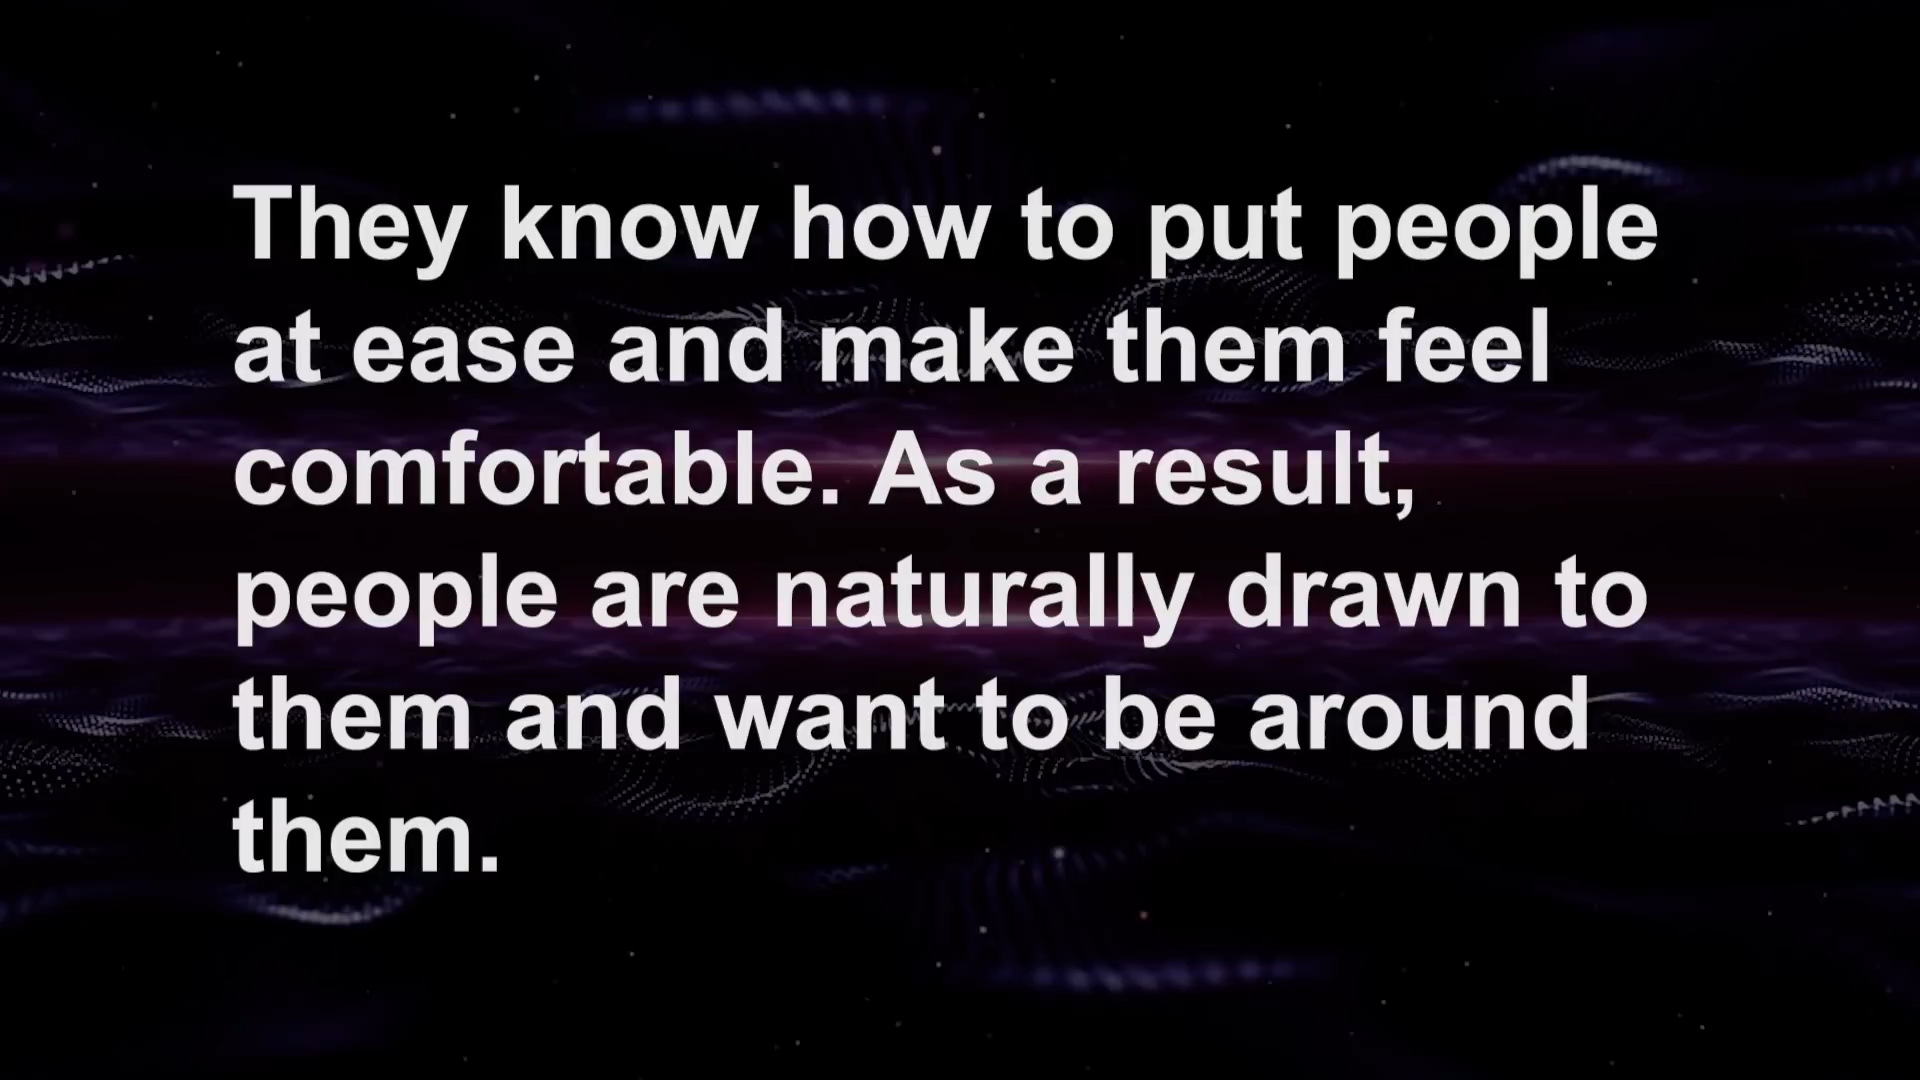 They know how to put people
at ease and make them feel
comfortable. As a result,
people are naturally drawn to
them and want to be around
them.